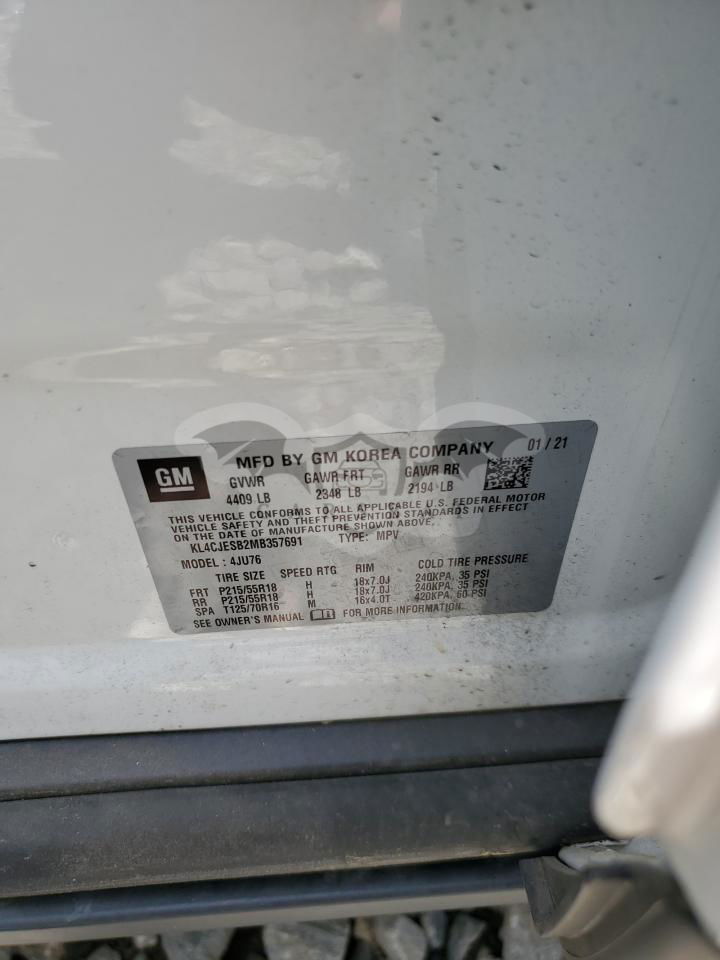 GM
MFD BY GM KOREA COMPANY 01 / 21
GVWR GAWR FRT GAWR RR
4409 LB 2348 LB 2194 LB
THIS VEHICLE CONFORMS TO ALL APPLICABLE U.S. FEDERAL MOTOR
VEHICLE SAFETY AND THEFT PREVENTION STANDARDS IN EFFECT ON
THE DATE OF MANUFACTURE SHOWN ABOVE.
KL4CJESB2MB357691 TYPE: MPV
MODEL : 4JU76
TIRE SIZE SPEED RTG RIM COLD TIRE PRESSURE
FRT P215/55R18 H 18x7.0J 240KPA, 35 PSI
RR P215/55R18 H 18x7.0J 240KPA, 35 PSI
SPA T125/70R16 M 16x4.0T 420KPA, 60 PSI
SEE OWNER'S MANUAL FOR MORE INFORMATION